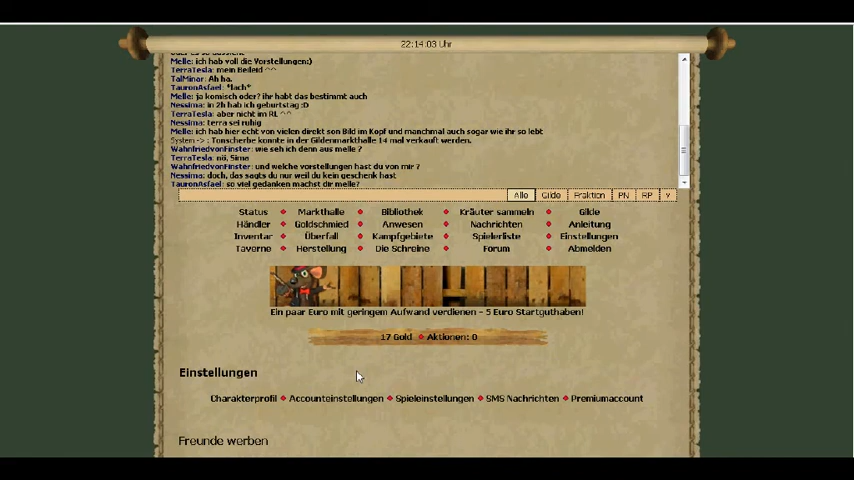 22:14:03 Uhr
Melle: ich hab voll die Vorstellungen:)
TerraTesla: mein Beileid ^^
TalMinar: Ah ha.
TauronAsfael: *lach*
Melle: ja komisch oder? ihr habt das bestimmt auch
Nessima: in 2h hab ich geburtstag :D
TerraTesla: aber nicht im RL ^^
Nessima: terra sei ruhig
Melle: ich hab hier echt von vielen direkt son Bild im Kopf und manchmal auch sogar wie ihr so lebt
System -> : Tonscherbe konnte in der Gildenmarkthalle 14 mal verkauft werden.
WahnfriedvonFinster: wie seh ich denn aus melle ?
TerraTesla: nö, Sima
WahnfriedvonFinster: und welche vorstellungen hast du von mir ?
Nessima: doch, das sagts du nur weil du kein geschenk hast
TauronAsfael: so viel gedanken machst dir melle?
Alle Gilde Fraktion PN RP Y
Status Markthalle Bibliothek Kräuter sammeln Gilde
Händler Goldschmied Anwesen Nachrichten Anleitung
Inventar Überfall Kampfgebiete Spielerliste Einstellungen
Taverne Herstellung Die Schreine Forum Abmelden
Ein paar Euro mit geringem Aufwand verdienen - 5 Euro Startguthaben!
17 Gold Aktionen: 0
Einstellungen
Charakterprofil Accounteinstellungen Spieleinstellungen SMS Nachrichten Premiumaccount
Freunde werben